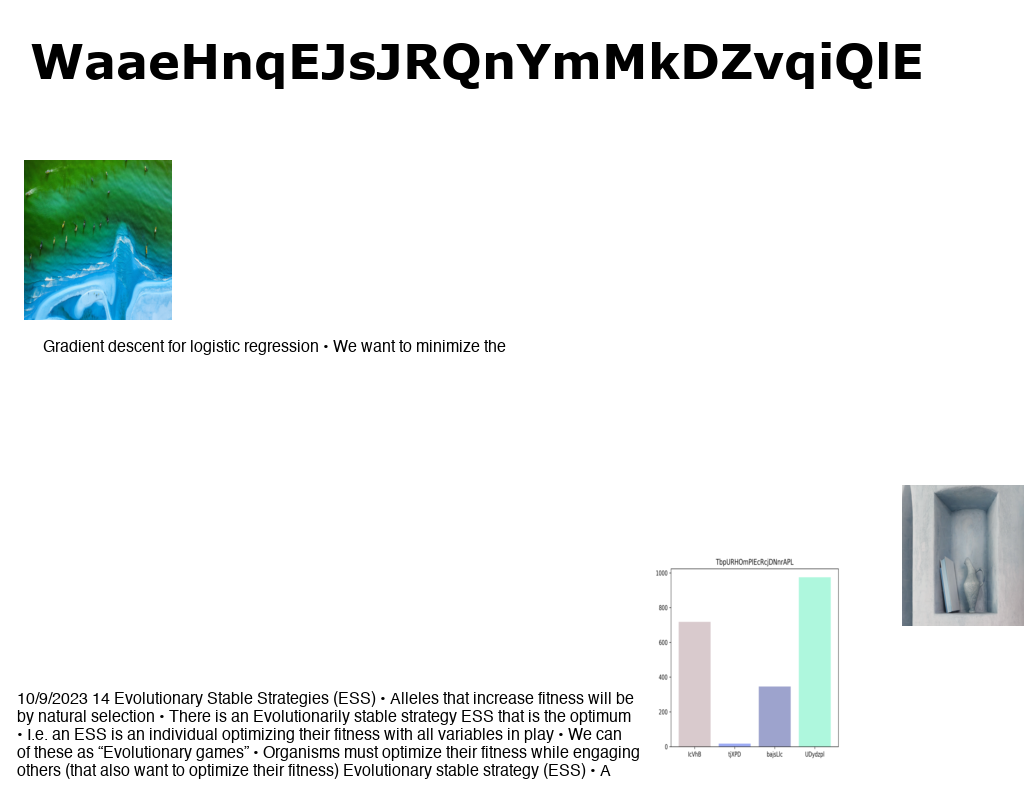 WaaeHnqEJsJRQnYmMkDZvqiQlE
Gradient descent for logistic regression • We want to minimize the
TbpURHOmPlEcRcjDNnrAPL
1000
800
600
400
200
0
tjXPD
10/9/2023 14 Evolutionary Stable Strategies (ESS) • Alleles that increase fitness will be
by natural selection • There is an Evolutionarily stable strategy ESS that is the optimum
• I.e. an ESS is an individual optimizing their fitness with all variables in play • We can
of these as “Evolutionary games” • Organisms must optimize their fitness while engaging
others (that also want to optimize their fitness) Evolutionary stable strategy (ESS) • A